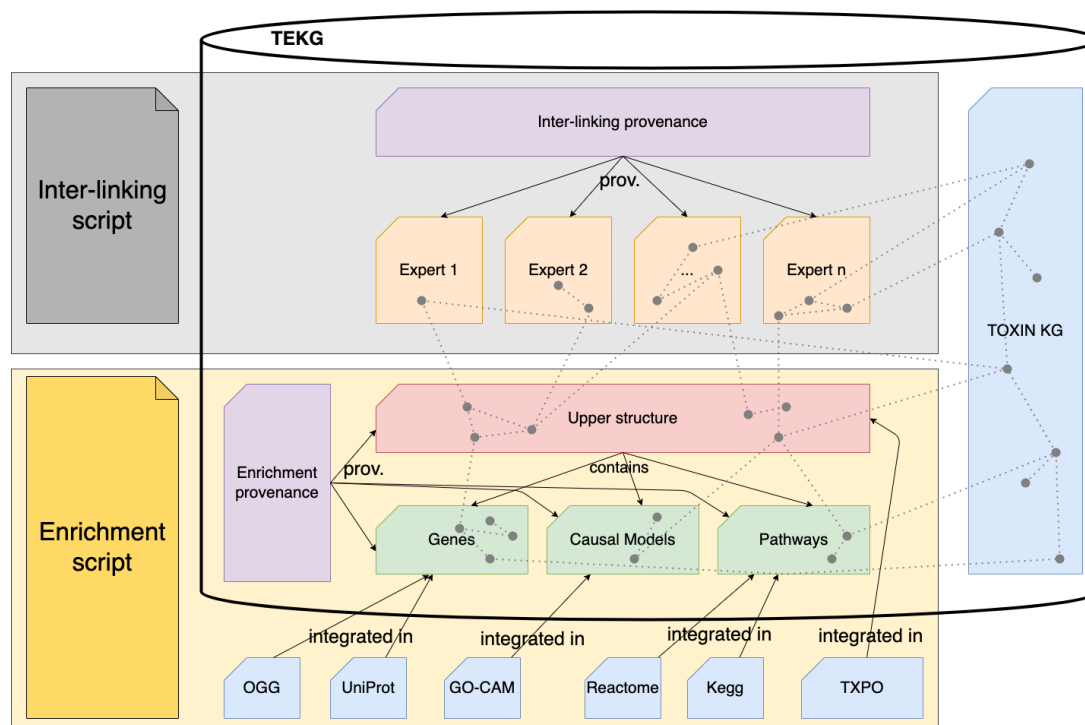 TEKG
Inter-linking
script
Inter-linking provenance
prov.
Expert 1
Expert 2
...
Expert n
TOXIN KG
Enrichment
script
Enrichment
provenance
prov.
Upper structure
contains
Genes
Causal Models
Pathways
integrated in
integrated in
integrated in
integrated in
OGG
UniProt
GO-CAM
Reactome
Kegg
TXPO